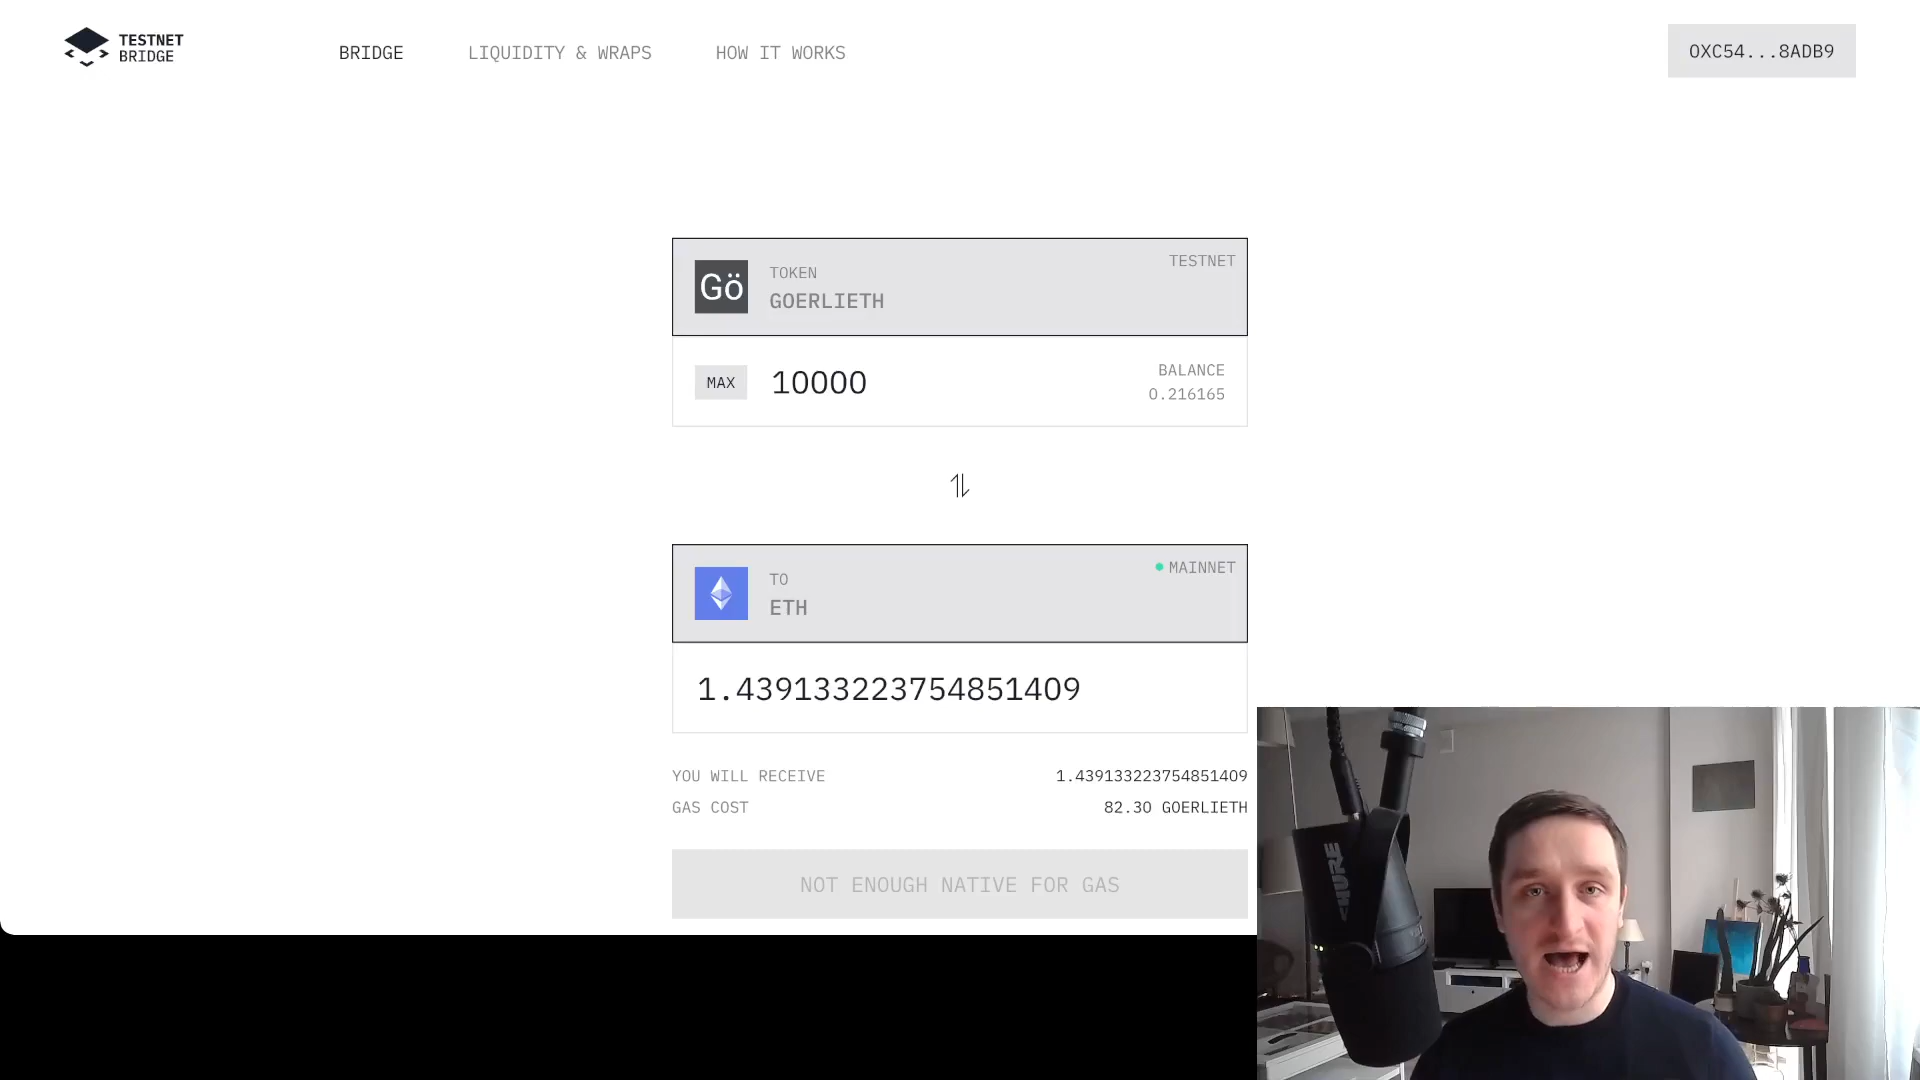 TESTNET
BRIDGE
BRIDGE
LIQUIDITY & WRAPS
HOW IT WORKS
0XC54...8ADB9
Gö
TOKEN
GOERLIETH
TESTNET
MAX
10000
BALANCE
0.216165
TO
ETH
MAINNET
1.439133223754851409
YOU WILL RECEIVE
1.439133223754851409
GAS COST
82.30 GOERLIETH
NOT ENOUGH NATIVE FOR GAS
SHURE